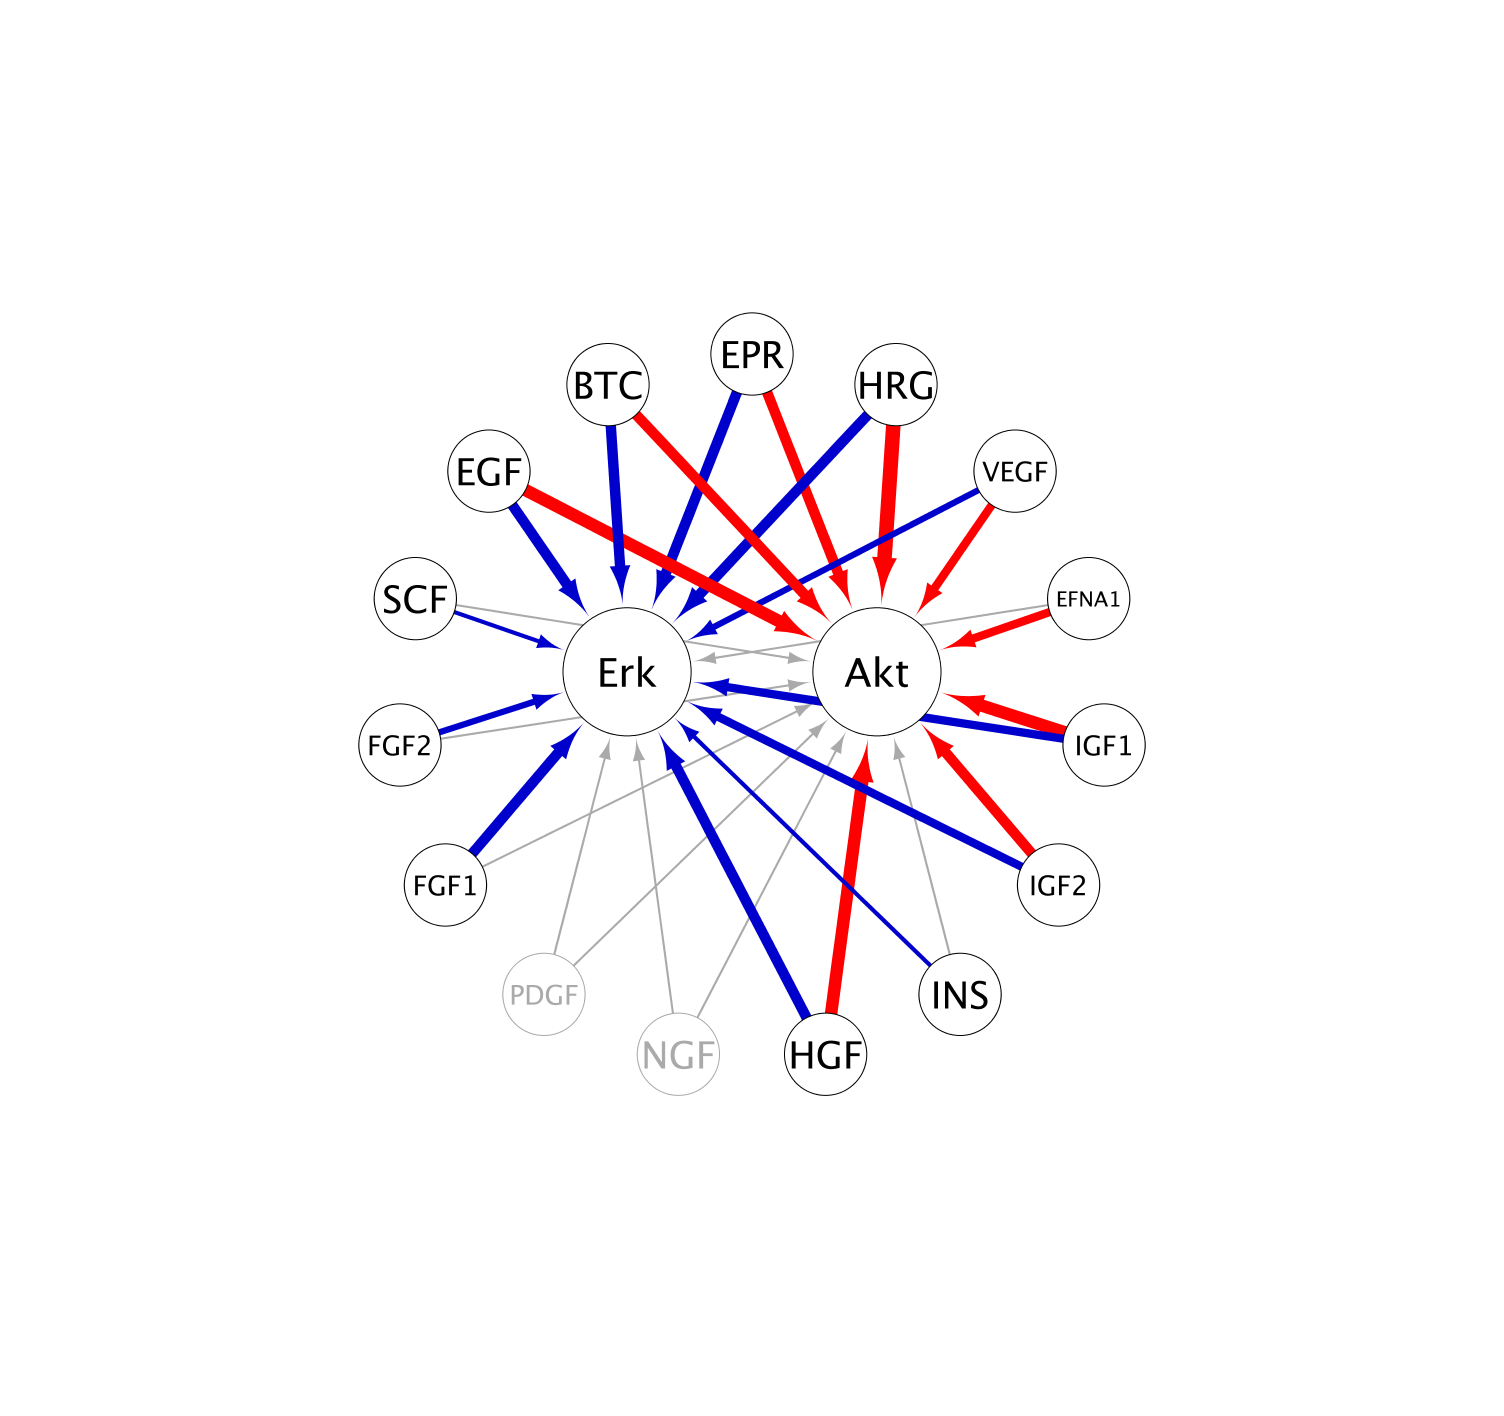 EPR
BTC
HRG
EGF
VEGF
SCF
EFNA1
Erk
Akt
FGF2
IGF1
FGF1
IGF2
PDGF
INS
NGF
HGF